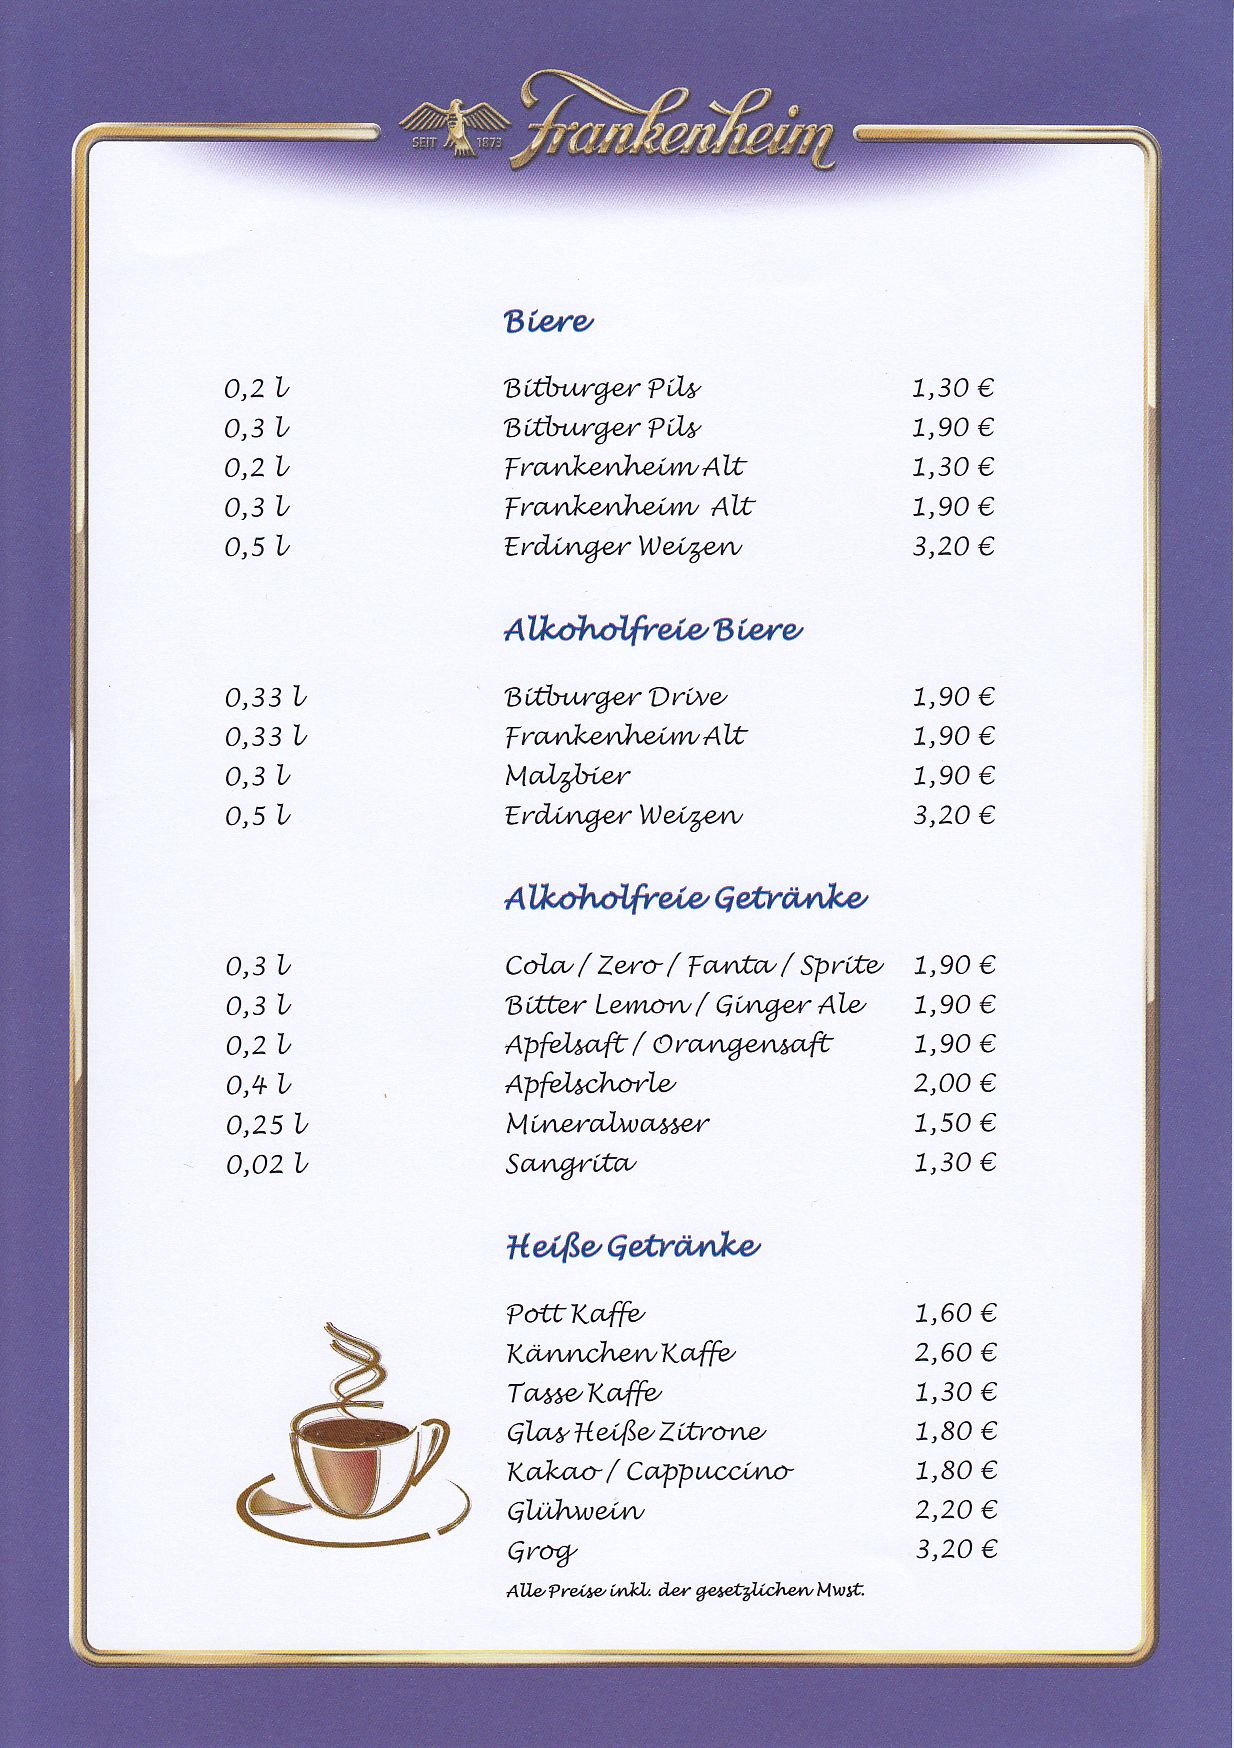 SEIT 1873 Frankenheim
Biere
0,2 l Bitburger Pils 1,30 €
0,3 l Bitburger Pils 1,90 €
0,2 l Frankenheim Alt 1,30 €
0,3 l Frankenheim Alt 1,90 €
0,5 l Erdinger Weizen 3,20 €
Alkoholfreie Biere
0,33 l Bitburger Drive 1,90 €
0,33 l Frankenheim Alt 1,90 €
0,3 l Malzbier 1,90 €
0,5 l Erdinger Weizen 3,20 €
Alkoholfreie Getränke
0,3 l Cola / Zero / Fanta / Sprite 1,90 €
0,3 l Bitter Lemon / Ginger Ale 1,90 €
0,2 l Apfelsaft / Orangensaft 1,90 €
0,4 l Apfelschorle 2,00 €
0,25 l Mineralwasser 1,50 €
0,02 l Sangrita 1,30 €
Heiße Getränke
Pott Kaffe 1,60 €
Kännchen Kaffe 2,60 €
Tasse Kaffe 1,30 €
Glas Heiße Zitrone 1,80 €
Kakao / Cappuccino 1,80 €
Glühwein 2,20 €
Grog 3,20 €
Alle Preise inkl. der gesetzlichen Mwst.